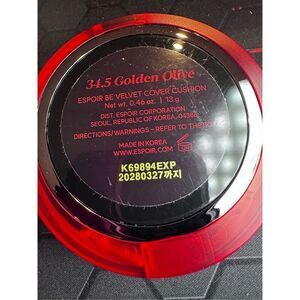 34.5 Golden Olive
ESPOIR BE VELVET COVER CUSHION
Net wt. 0.46 oz. | 13 g
DIST. ESPOIR CORPORATION
SEOUL, REPUBLIC OF KOREA, 04386
DIRECTIONS/WARNINGS - REFER TO THE
MADE IN KOREA
WWW.ESPOIR.COM
K69894EXP
20280327까지